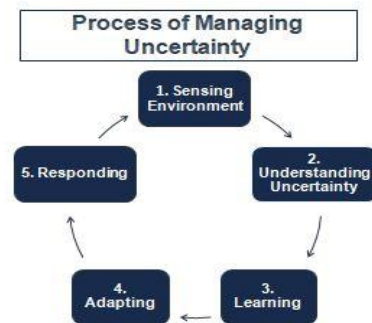 Process of Managing
Uncertainty
1. Sensing
Environment
2.
Understanding
Uncertainty
3.
Learning
4.
Adapting
5. Responding